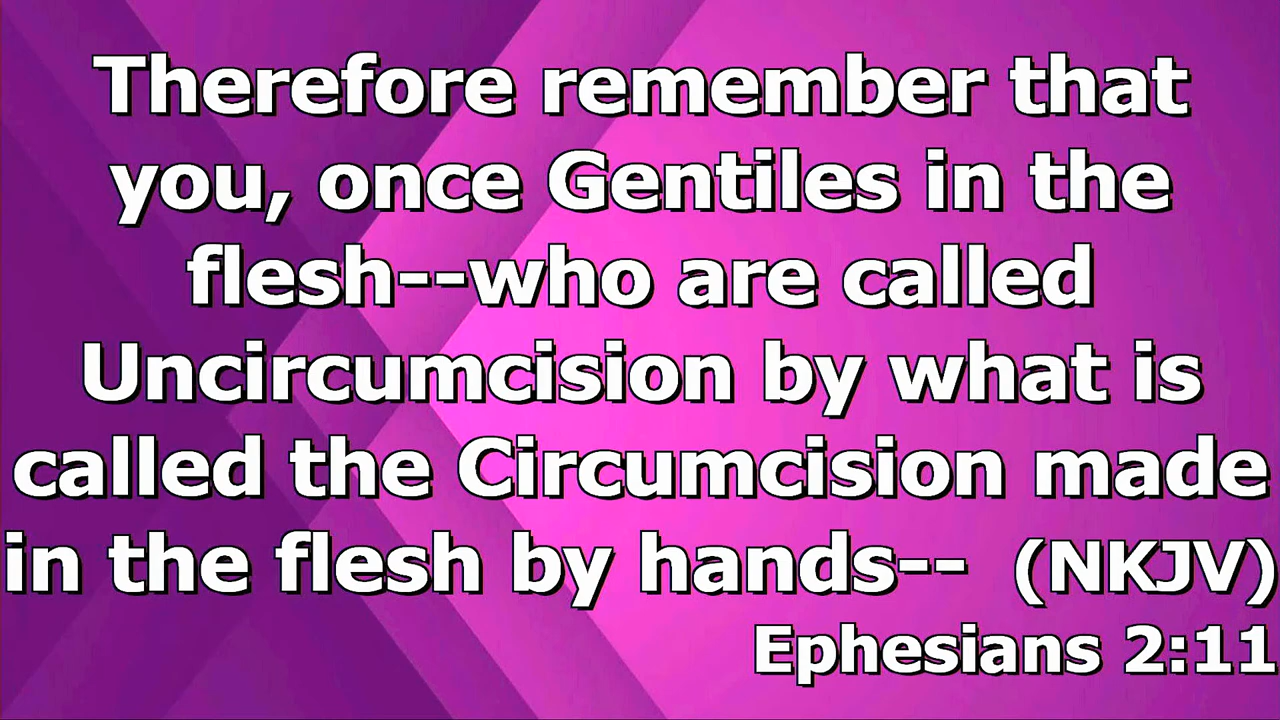 Therefore remember that
you, once Gentiles in the
flesh--who are called
Uncircumcision by what is
called the Circumcision made
in the flesh by hands-- (NKJV)
Ephesians 2:11